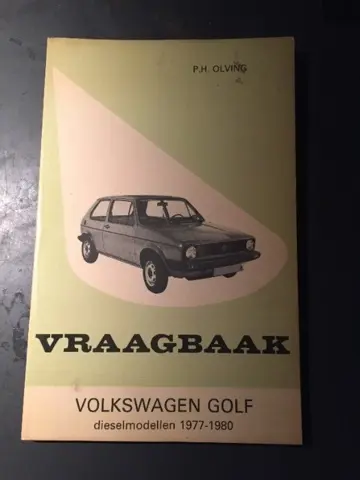 P.H. OLVING
VRAAGBAAK
VOLKSWAGEN GOLF
dieselmodellen 1977-1980